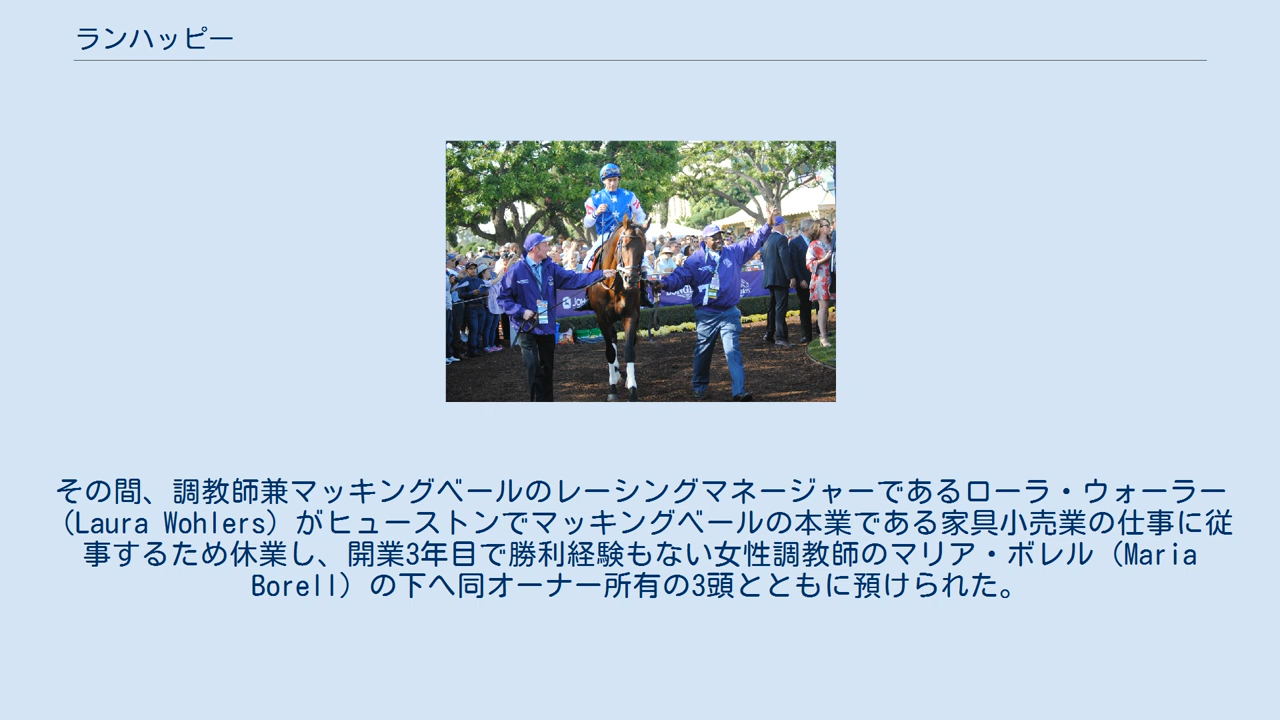 ランハッピー
その間、調教師兼マッキングベールのレーシングマネージャーであるローラ・ウォーラー
（Laura Wohlers）がヒューストンでマッキングベールの本業である家具小売業の仕事に従
事するため休業し、開業3年目で勝利経験もない女性調教師のマリア・ボレル（Maria
Borell）の下へ同オーナー所有の3頭とともに預けられた。